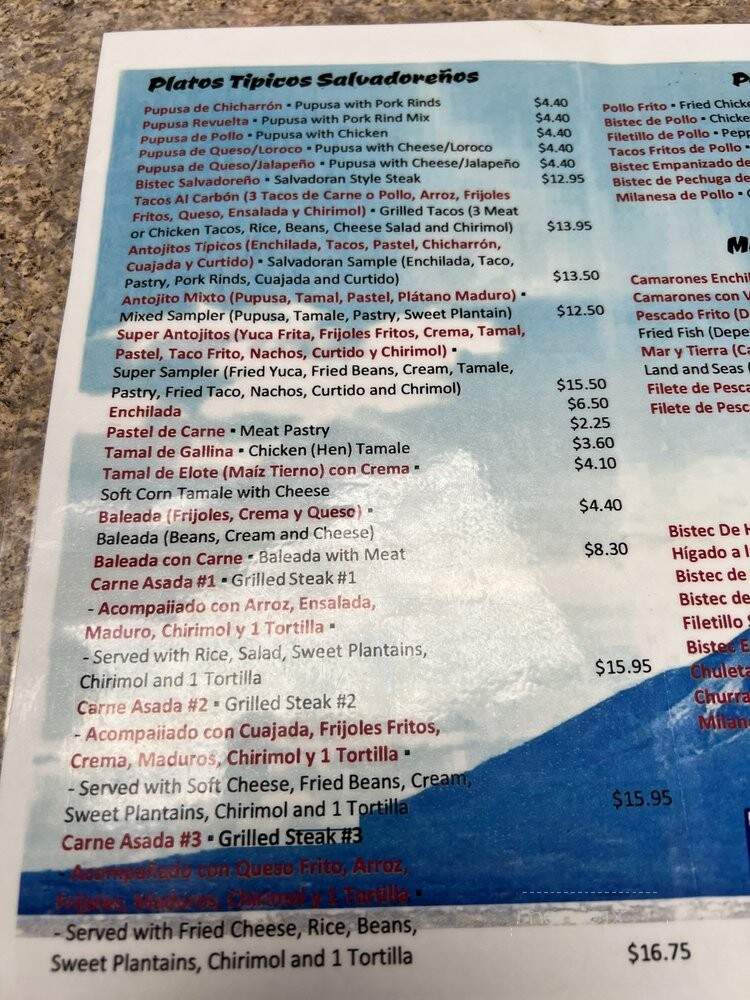 Platos Tipicos Salvadoreños
Pupusa de Chicharrón ▪ Pupusa with Pork Rinds $4.40
Pupusa Revuelta ▪ Pupusa with Pork Rind Mix $4.40
Pupusa de Pollo ▪ Pupusa with Chicken $4.40
Pupusa de Queso/Loroco ▪ Pupusa with Cheese/Loroco $4.40
Pupusa de Queso/Jalapeño ▪ Pupusa with Cheese/Jalapeño $4.40
Bistec Salvadoreño ▪ Salvadoran Style Steak $12.95
Tacos Al Carbón (3 Tacos de Carne o Pollo, Arroz, Frijoles
Fritos, Queso, Ensalada y Chirimol) ▪ Grilled Tacos (3 Meat
or Chicken Tacos, Rice, Beans, Cheese Salad and Chirimol) $13.95
Antojitos Típicos (Enchilada, Tacos, Pastel, Chicharrón,
Cuajada y Curtido) ▪ Salvadoran Sample (Enchilada, Taco,
Pastry, Pork Rinds, Cuajada and Curtido) $13.50
Antojito Mixto (Pupusa, Tamal, Pastel, Plátano Maduro) ▪
Mixed Sampler (Pupusa, Tamale, Pastry, Sweet Plantain) $12.50
Super Antojitos (Yuca Frita, Frijoles Fritos, Crema, Tamal,
Pastel, Taco Frito, Nachos, Curtido y Chirimol) ▪
Super Sampler (Fried Yuca, Fried Beans, Cream, Tamale,
Pastry, Fried Taco, Nachos, Curtido and Chrimol) $15.50
Enchilada $6.50
Pastel de Carne ▪ Meat Pastry $2.25
Tamal de Gallina ▪ Chicken (Hen) Tamale $3.60
Tamal de Elote (Maíz Tierno) con Crema ▪ $4.10
Soft Corn Tamale with Cheese
Baleada (Frijoles, Crema y Queso) ▪ $4.40
Baleada (Beans, Cream and Cheese)
Baleada con Carne ▪ Baleada with Meat $8.30
Carne Asada #1 ▪ Grilled Steak #1
- Acompaiiado con Arroz, Ensalada,
Maduro, Chirimol y 1 Tortilla ▪
- Served with Rice, Salad, Sweet Plantains,
Chirimol and 1 Tortilla $15.95
Carne Asada #2 ▪ Grilled Steak #2
- Acompaiiado con Cuajada, Frijoles Fritos,
Crema, Maduros, Chirimol y 1 Tortilla ▪
- Served with Soft Cheese, Fried Beans, Cream,
Sweet Plantains, Chirimol and 1 Tortilla $15.95
Carne Asada #3 ▪ Grilled Steak #3
- Acompañado con Queso Frito, Arroz,
Frijoles, Maduros, Chirimol y 1 Tortilla ▪
- Served with Fried Cheese, Rice, Beans,
Sweet Plantains, Chirimol and 1 Tortilla $16.75
Pollo Frito ▪ Fried
Bistec de Pollo ▪
Filetillo de Pollo ▪
Tacos Fritos de Pollo ▪
Bistec Empanizado de
Bistec de Pechuga de
Milanesa de Pollo ▪
Camarones
Camarones con
Pescado Frito
Fried Fish
Mar y Tierra
Land and Seas
Filete de
Filete de
Bistec De
Hígado a
Bistec de
Bistec de
Filetillo
Bistec